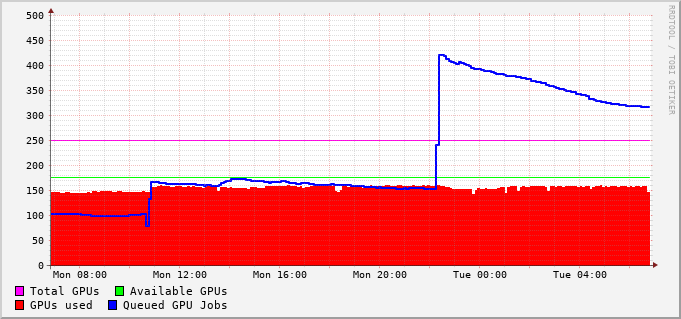 500
450
400
350
300
250
200
150
100
50
0
Mon 08:00 Mon 12:00 Mon 16:00 Mon 20:00 Tue 00:00 Tue 04:00
Total GPUs Available GPUs
GPUs used Queued GPU Jobs
RRDTOOL / TOBI OETIKER